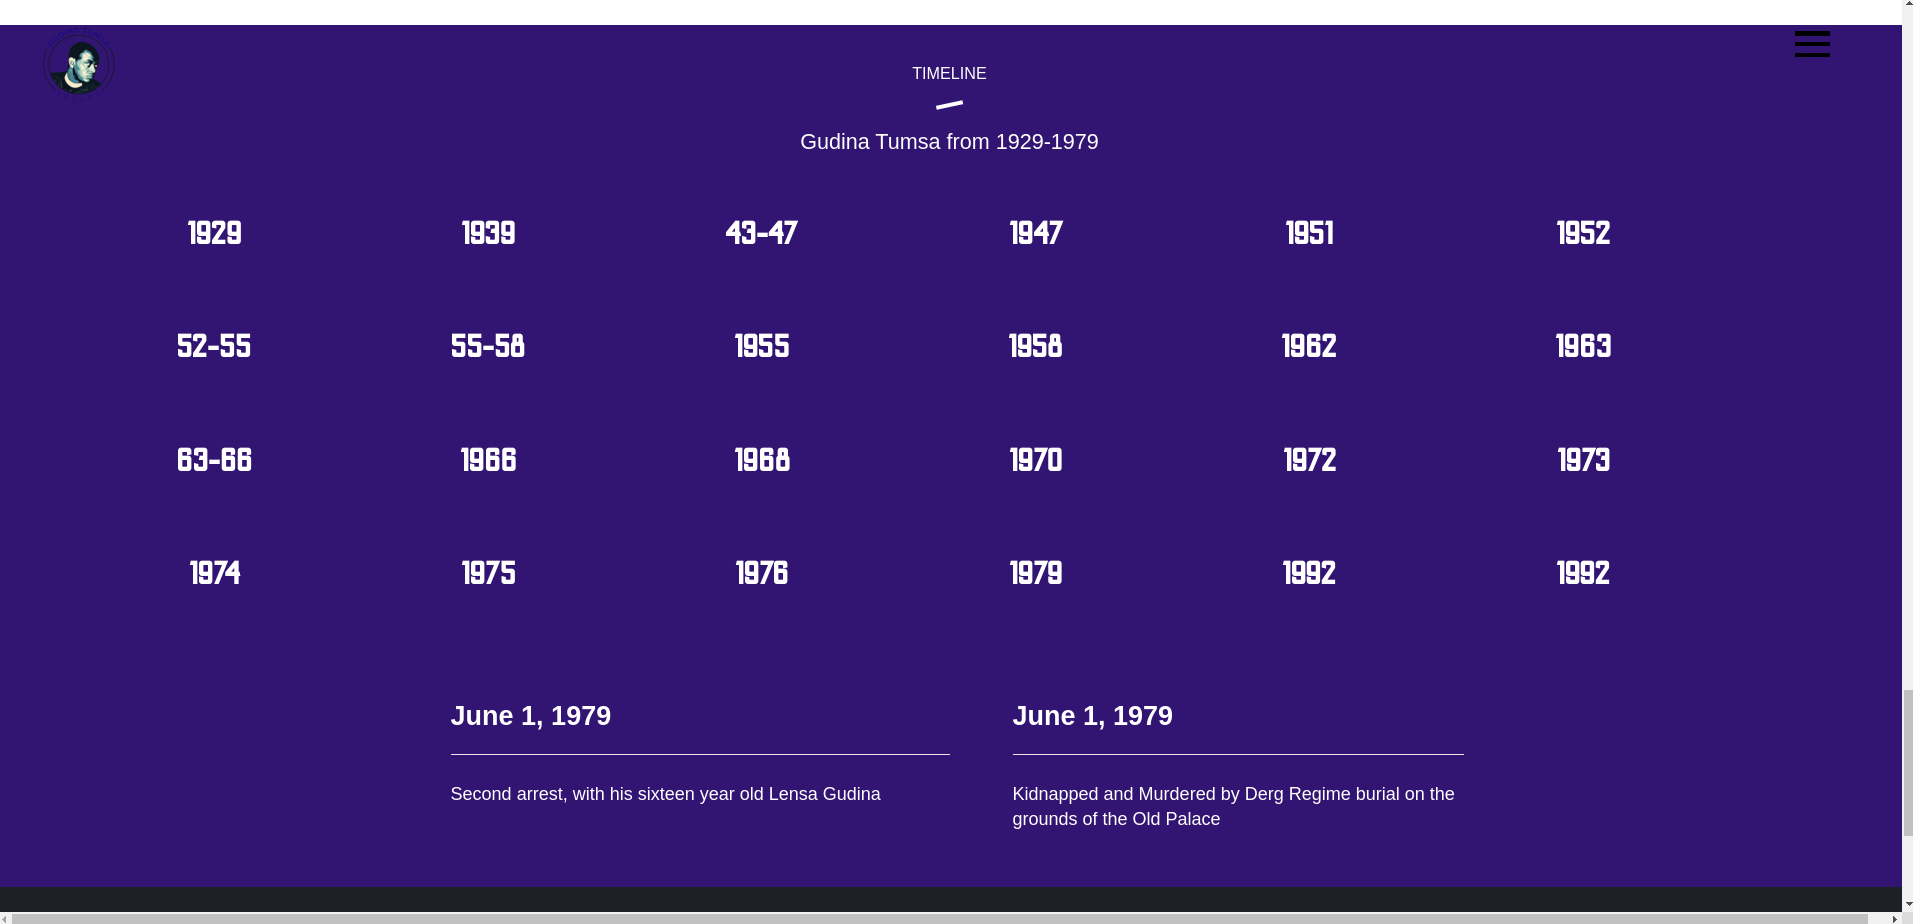 TIMELINE
Gudina Tumsa from 1929-1979
1929 1939 43-47 1947 1951 1952
52-55 55-58 1955 1958 1962 1963
63-66 1966 1968 1970 1972 1973
1974 1975 1976 1979 1992 1992
June 1, 1979
Second arrest, with his sixteen year old Lensa Gudina
June 1, 1979
Kidnapped and Murdered by Derg Regime burial on the
grounds of the Old Palace